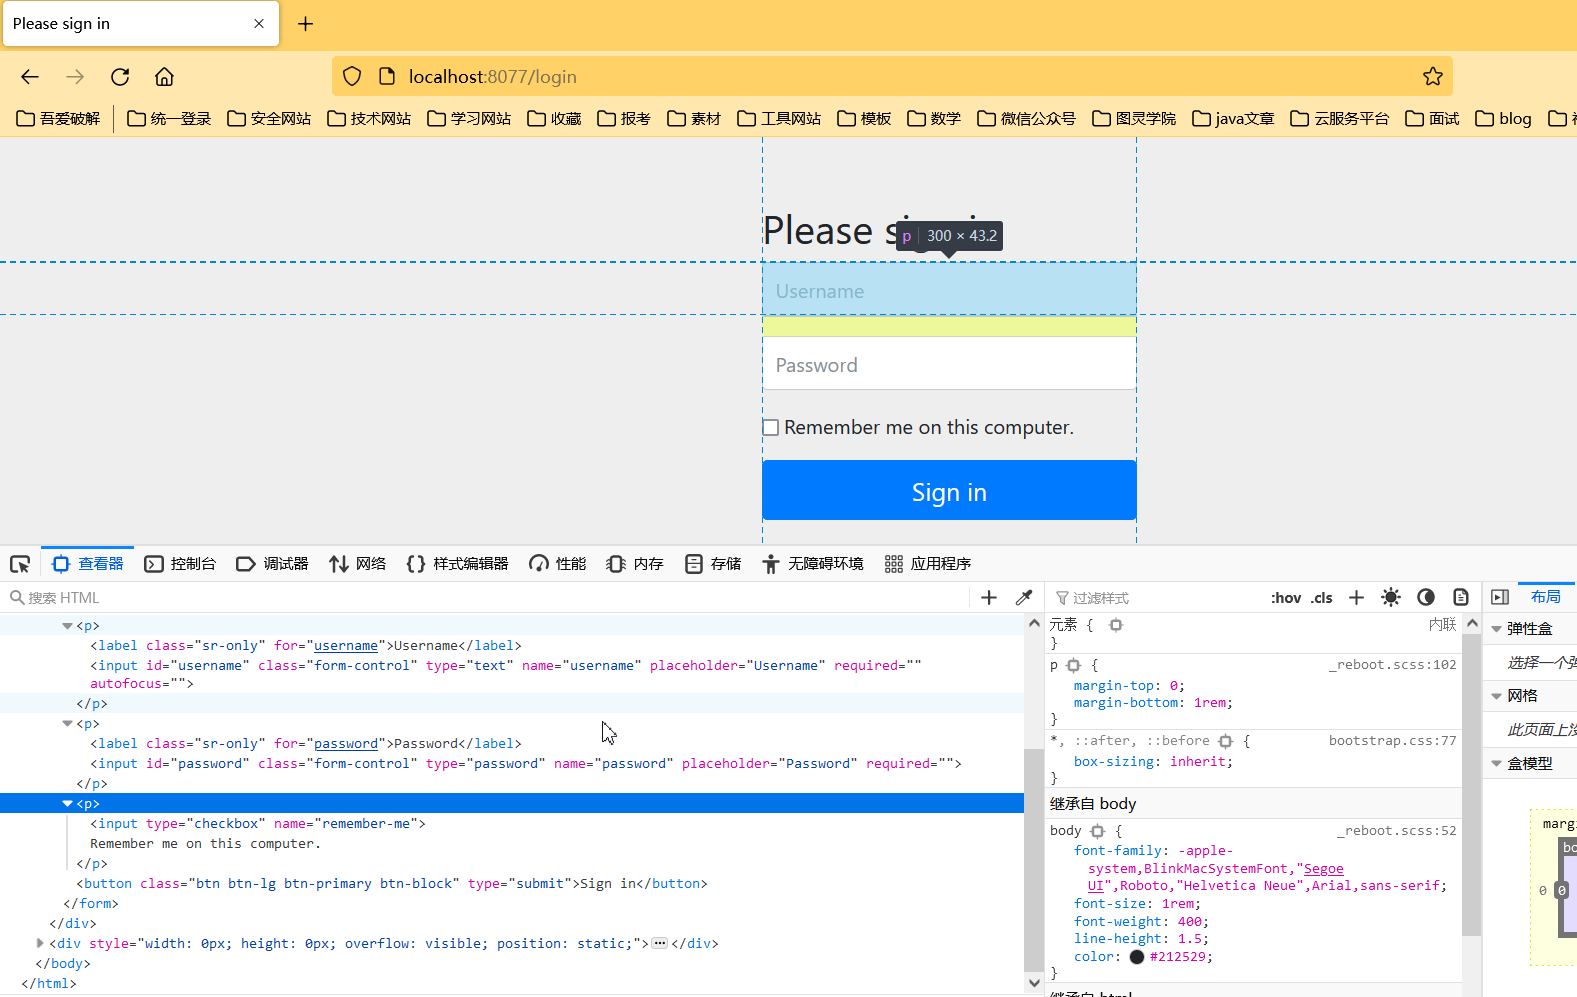 Please sign in
localhost:8077/login
吾爱破解 统一登录 安全网站 技术网站 学习网站 收藏 报考 素材 工具网站 模板 数学 微信公众号 图灵学院 java文章 云服务平台 面试 blog
Please s
p 300 × 43.2
Username
Password
Remember me on this computer.
Sign in
查看器 控制台 调试器 网络 样式编辑器 性能 内存 存储 无障碍环境 应用程序
搜索 HTML
<p>
<label class="sr-only" for="username">Username</label>
<input id="username" class="form-control" type="text" name="username" placeholder="Username" required=""
autofocus="">
</p>
<p>
<label class="sr-only" for="password">Password</label>
<input id="password" class="form-control" type="password" name="password" placeholder="Password" required="">
</p>
<p>
<input type="checkbox" name="remember-me">
Remember me on this computer.
</p>
<button class="btn btn-lg btn-primary btn-block" type="submit">Sign in</button>
</form>
</div>
<div style="width: 0px; height: 0px; overflow: visible; position: static;">…</div>
</body>
</html>
过滤样式 :hov .cls
元素 { 内联
}
p { _reboot.scss:102
margin-top: 0;
margin-bottom: 1rem;
}
*, ::after, ::before { bootstrap.css:77
box-sizing: inherit;
}
继承自 body
body { _reboot.scss:52
font-family: -apple-
system,BlinkMacSystemFont,"Segoe
UI",Roboto,"Helvetica Neue",Arial,sans-serif;
font-size: 1rem;
font-weight: 400;
line-height: 1.5;
color: #212529;
}
继承自 html
布局
弹性盒
选择一个
网格
此页面上
盒模型
marg
bo
0 0